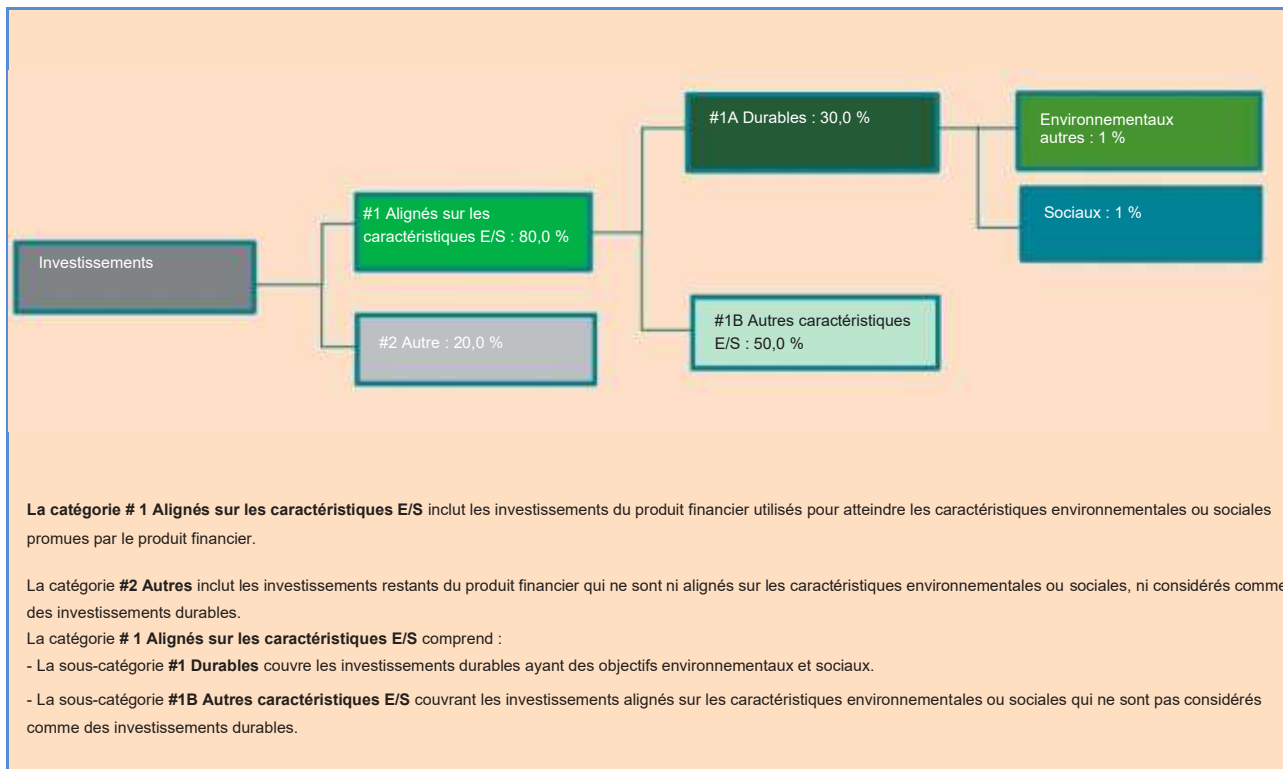 #1A Durables : 30,0 %
Environnementaux
autres : 1 %
#1 Alignés sur les
caractéristiques E/S : 80,0 %
Sociaux : 1 %
Investissements
#2 Autre : 20,0 %
#1B Autres caractéristiques
E/S : 50,0 %
La catégorie # 1 Alignés sur les caractéristiques E/S inclut les investissements du produit financier utilisés pour atteindre les caractéristiques environnementales ou sociales
promues par le produit financier.
La catégorie #2 Autres inclut les investissements restants du produit financier qui ne sont ni alignés sur les caractéristiques environnementales ou sociales, ni considérés comme
des investissements durables.
La catégorie # 1 Alignés sur les caractéristiques E/S comprend :
- La sous-catégorie #1 Durables couvre les investissements durables ayant des objectifs environnementaux et sociaux.
- La sous-catégorie #1B Autres caractéristiques E/S couvrant les investissements alignés sur les caractéristiques environnementales ou sociales qui ne sont pas considérés
comme des investissements durables.